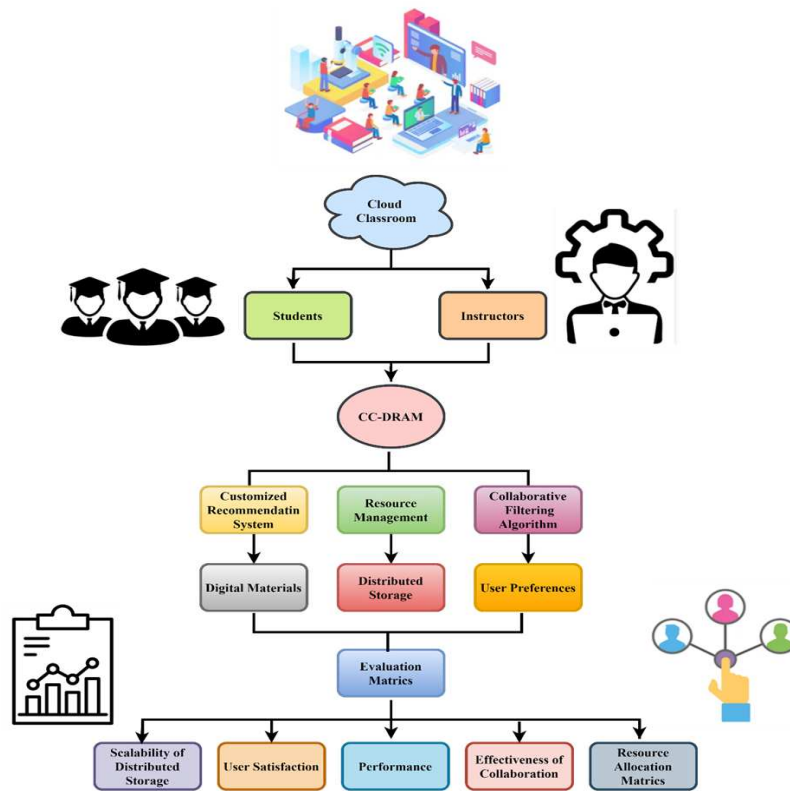 Cloud
Classroom
Students
Instructors
CC-DRAM
Customized
Recommendatin
System
Resource
Management
Collaborative
Filtering
Algorithm
Digital Materials
Distributed
Storage
User Preferences
Evaluation
Matrics
Scalability of
Distributed
Storage
User Satisfaction
Performance
Effectiveness of
Collaboration
Resource
Allocation
Matrics